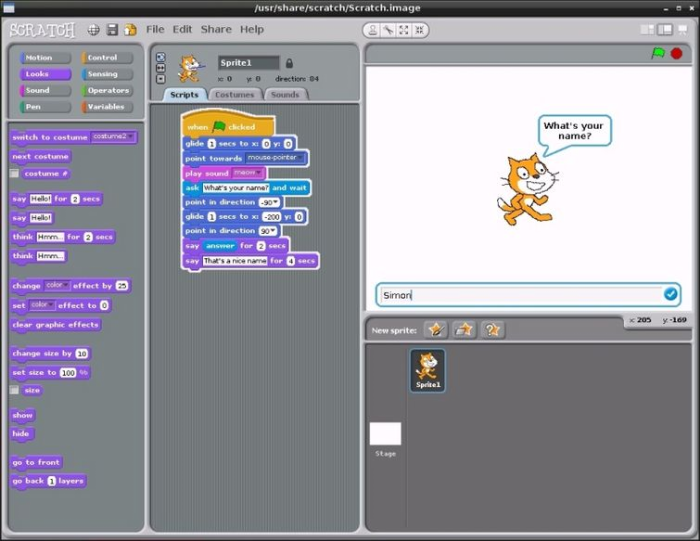 /usr/share/scratch/Scratch.image
SCRATCH File Edit Share Help
Motion Control
Looks Sensing
Sound Operators
Pen Variables
switch to costume costume2
next costume
costume #
say Hello! for 2 secs
say Hello!
think Hmm... for 2 secs
think Hmm...
change color effect by 25
set color effect to 0
clear graphic effects
change size by 10
set size to 100 %
size
show
hide
go to front
go back 1 layers
Sprite1
x: 0 y: 0 direction: 84
Scripts Costumes Sounds
when clicked
glide 1 secs to x: 0 y: 0
point towards mouse-pointer
play sound meow
ask What's your name? and wait
point in direction -90
glide 1 secs to x: -200 y: 0
point in direction 90
say answer for 2 secs
say That's a nice name for 4 secs
What's your
name?
Simon
x: 205 y: -169
New sprite:
Sprite1
Stage